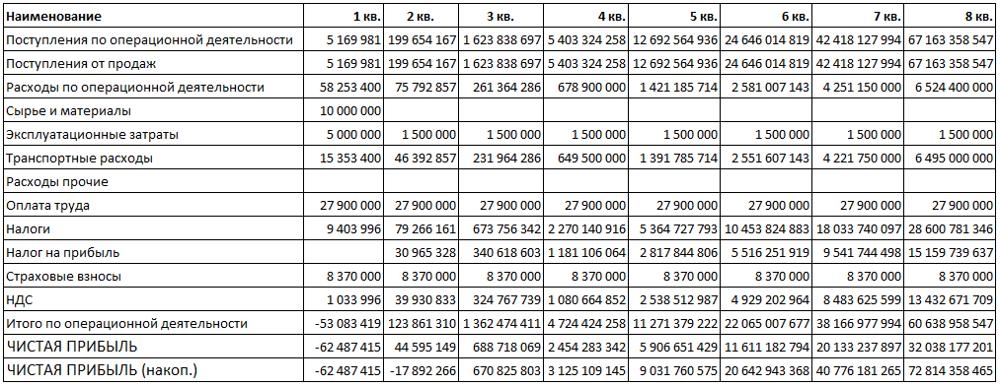 Наименование 1 кв. 2 кв. 3 кв. 4 кв. 5 кв. 6 кв. 7 кв. 8 кв.
Поступления по операционной деятельности 5 169 981 199 654 167 1 623 838 697 5 403 324 258 12 692 564 936 24 646 014 819 42 418 127 994 67 163 358 547
Поступления от продаж 5 169 981 199 654 167 1 623 838 697 5 403 324 258 12 692 564 936 24 646 014 819 42 418 127 994 67 163 358 547
Расходы по операционной деятельности 58 253 400 75 792 857 261 364 286 678 900 000 1 421 185 714 2 581 007 143 4 251 150 000 6 524 400 000
Сырье и материалы 10 000 000
Эксплуатационные затраты 5 000 000 1 500 000 1 500 000 1 500 000 1 500 000 1 500 000 1 500 000 1 500 000
Транспортные расходы 15 353 400 46 392 857 231 964 286 649 500 000 1 391 785 714 2 551 607 143 4 221 750 000 6 495 000 000
Расходы прочие
Оплата труда 27 900 000 27 900 000 27 900 000 27 900 000 27 900 000 27 900 000 27 900 000 27 900 000
Налоги 9 403 996 79 266 161 673 756 342 2 270 140 916 5 364 727 793 10 453 824 883 18 033 740 097 28 600 781 346
Налог на прибыль 30 965 328 340 618 603 1 181 106 064 2 817 844 806 5 516 251 919 9 541 744 498 15 159 739 637
Страховые взносы 8 370 000 8 370 000 8 370 000 8 370 000 8 370 000 8 370 000 8 370 000 8 370 000
НДС 1 033 996 39 930 833 324 767 739 1 080 664 852 2 538 512 987 4 929 202 964 8 483 625 599 13 432 671 709
Итого по операционной деятельности -53 083 419 123 861 310 1 362 474 411 4 724 424 258 11 271 379 222 22 065 007 677 38 166 977 994 60 638 958 547
ЧИСТАЯ ПРИБЫЛЬ -62 487 415 44 595 149 688 718 069 2 454 283 342 5 906 651 429 11 611 182 794 20 133 237 897 32 038 177 201
ЧИСТАЯ ПРИБЫЛЬ (накоп.) -62 487 415 -17 892 266 670 825 803 3 125 109 145 9 031 760 575 20 642 943 368 40 776 181 265 72 814 358 465